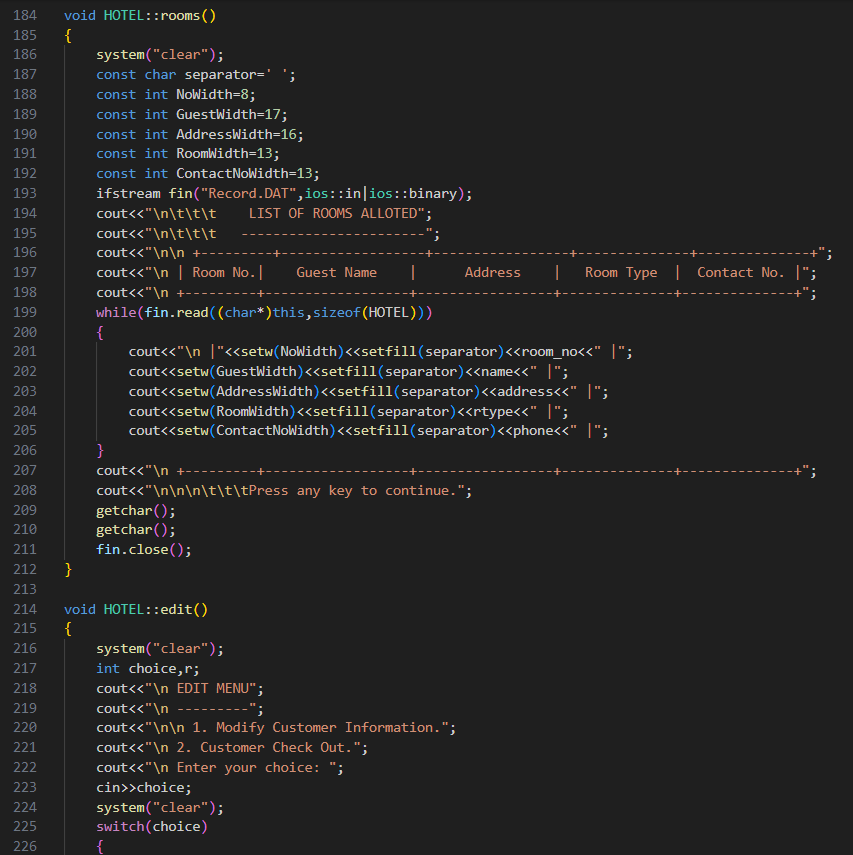 184 void HOTEL::rooms()
185 {
186     system("clear");
187     const char separator=' ';
188     const int NoWidth=8;
189     const int GuestWidth=17;
190     const int AddressWidth=16;
191     const int RoomWidth=13;
192     const int ContactNoWidth=13;
193     ifstream fin("Record.DAT",ios::in|ios::binary);
194     cout<<"\n\t\t\t    LIST OF ROOMS ALLOTED";
195     cout<<"\n\t\t\t   -----------------------";
196     cout<<"\n\n +---------+------------------+-----------------+--------------+--------------+";
197     cout<<"\n | Room No.|    Guest Name    |      Address    |   Room Type  |  Contact No. |";
198     cout<<"\n +---------+------------------+-----------------+--------------+--------------+";
199     while(fin.read((char*)this,sizeof(HOTEL)))
200     {
201         cout<<"\n |"<<setw(NoWidth)<<setfill(separator)<<room_no<<" |";
202         cout<<setw(GuestWidth)<<setfill(separator)<<name<<" |";
203         cout<<setw(AddressWidth)<<setfill(separator)<<address<<" |";
204         cout<<setw(RoomWidth)<<setfill(separator)<<rtype<<" |";
205         cout<<setw(ContactNoWidth)<<setfill(separator)<<phone<<" |";
206     }
207     cout<<"\n +---------+------------------+-----------------+--------------+--------------+";
208     cout<<"\n\n\n\t\t\tPress any key to continue.";
209     getchar();
210     getchar();
211     fin.close();
212 }
213
214 void HOTEL::edit()
215 {
216     system("clear");
217     int choice,r;
218     cout<<"\n EDIT MENU";
219     cout<<"\n ---------";
220     cout<<"\n\n 1. Modify Customer Information.";
221     cout<<"\n 2. Customer Check Out.";
222     cout<<"\n Enter your choice: ";
223     cin>>choice;
224     system("clear");
225     switch(choice)
226     {